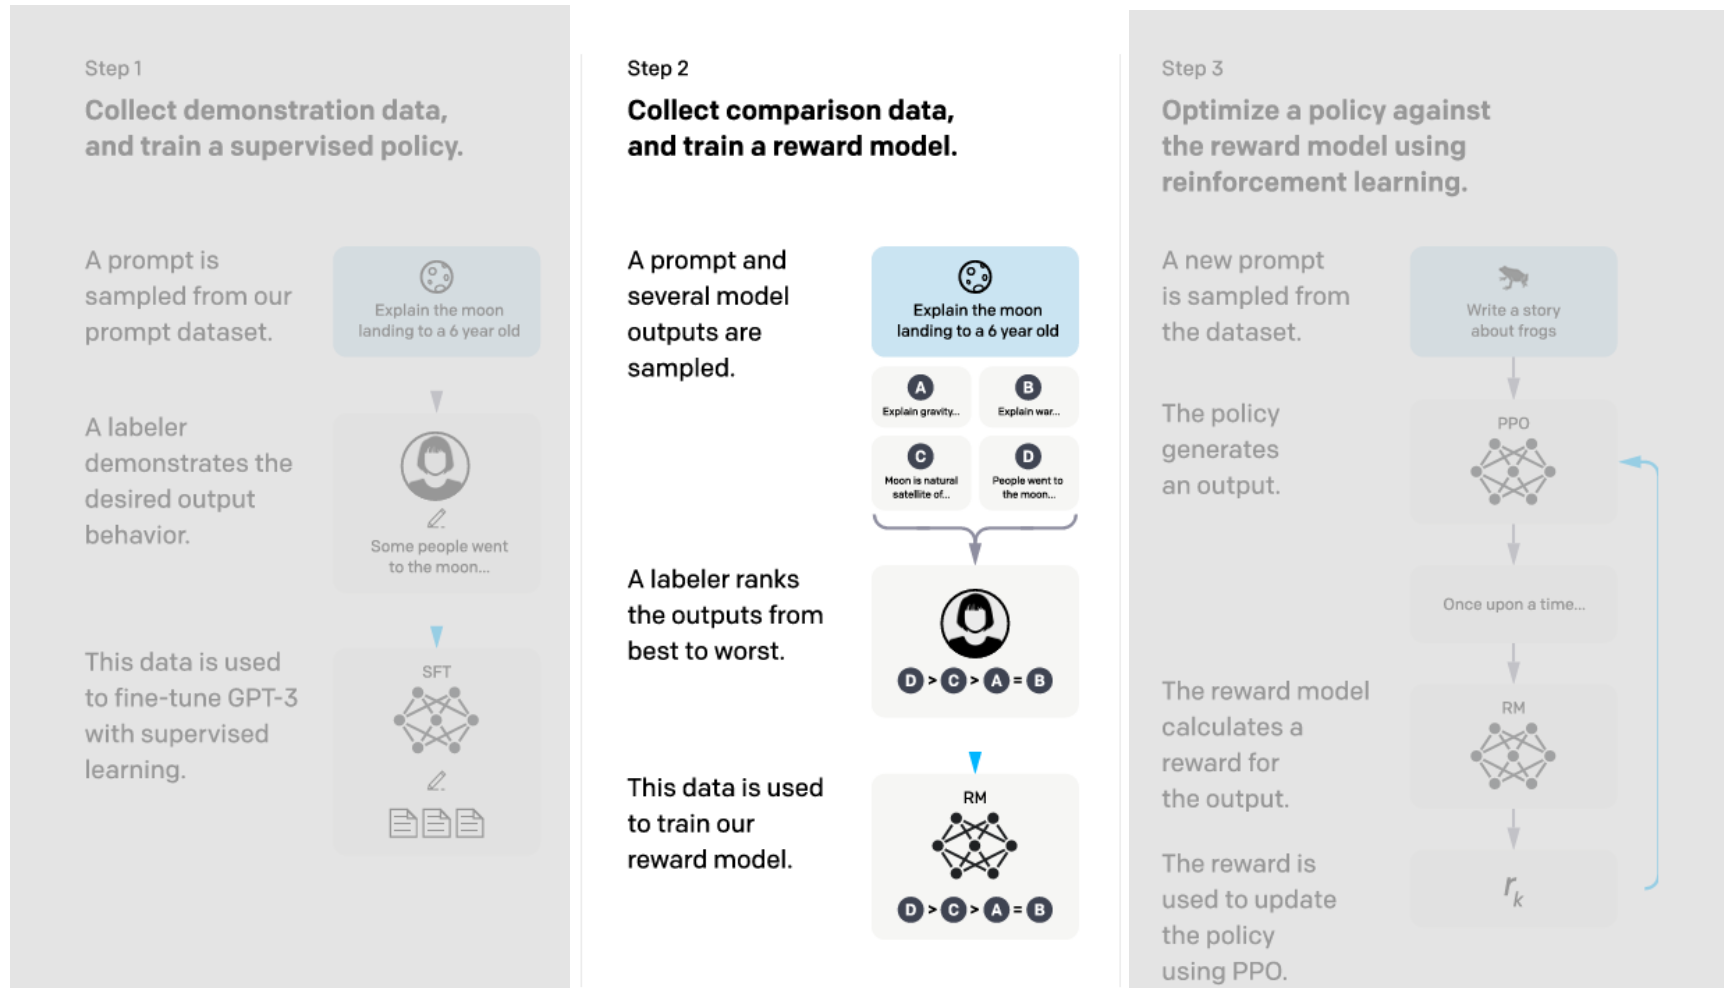 Step 1
Collect demonstration data,
and train a supervised policy.
A prompt is
sampled from our
prompt dataset.
Explain the moon
landing to a 6 year old
A labeler
demonstrates the
desired output
behavior.
Some people went
to the moon...
This data is used
to fine-tune GPT-3
with supervised
learning.
SFT
Step 2
Collect comparison data,
and train a reward model.
A prompt and
several model
outputs are
sampled.
Explain the moon
landing to a 6 year old
A
Explain gravity...
B
Explain war...
C
Moon is natural
satellite of...
D
People went to
the moon...
A labeler ranks
the outputs from
best to worst.
D > C > A = B
This data is used
to train our
reward model.
RM
D > C > A = B
Step 3
Optimize a policy against
the reward model using
reinforcement learning.
A new prompt
is sampled from
the dataset.
Write a story
about frogs
The policy
generates
an output.
PPO
Once upon a time...
The reward model
calculates a
reward for
the output.
RM
The reward is
used to update
the policy
using PPO.
r_k